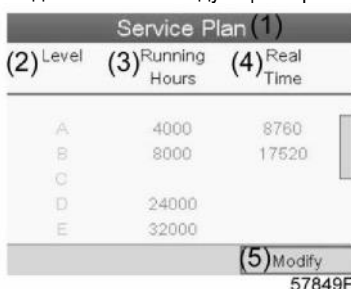 Service Plan (1)
(2) Level (3) Running Hours (4) Real Time
A 4000 8760
B 8000 17520
C
D 24000
E 32000
(5) Modify
57849F